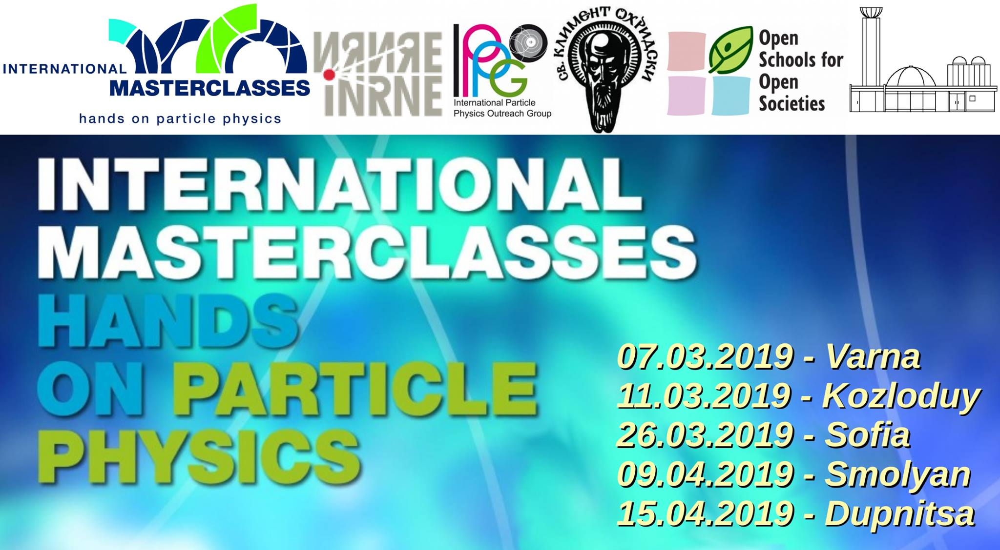 INTERNATIONAL
MASTERCLASSES
hands on particle physics
ИЯИЯЕ
iNRNE
IPPOG
International Particle
Physics Outreach Group
СВ. КЛИМЕНТ ОХРИДСКИ
Open
Schools for
Open
Societies
INTERNATIONAL
MASTERCLASSES
HANDS
ON PARTICLE
PHYSICS
07.03.2019 - Varna
11.03.2019 - Kozloduy
26.03.2019 - Sofia
09.04.2019 - Smolyan
15.04.2019 - Dupnitsa